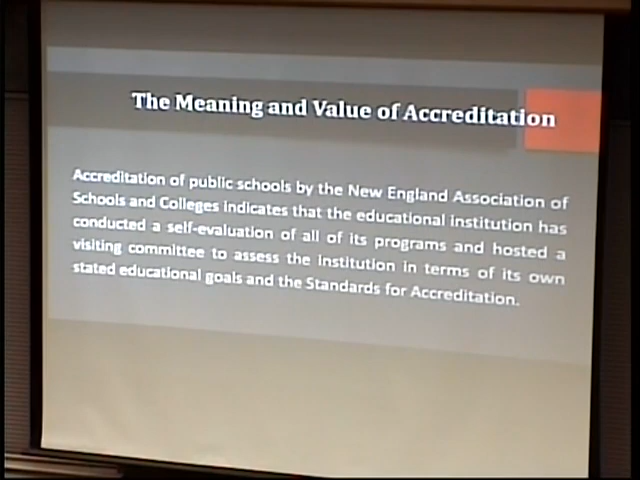 The Meaning and Value of Accreditation
Accreditation of public schools by the New England Association of
Schools and Colleges indicates that the educational institution has
conducted a self-evaluation of all of its programs and hosted a
visiting committee to assess the institution in terms of its own
stated educational goals and the Standards for Accreditation.